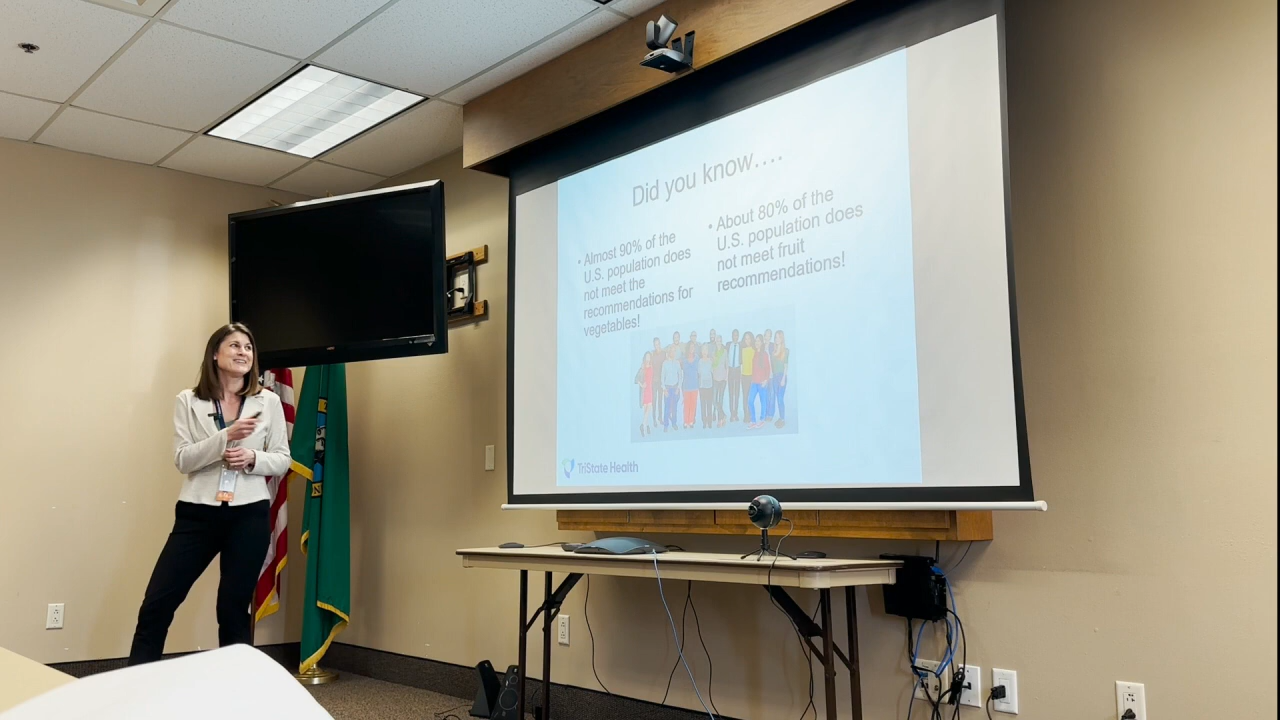 Did you know....
• Almost 90% of the
U.S. population does
not meet the
recommendations for
vegetables!
• About 80% of the
U.S. population does
not meet fruit
recommendations!
TriState Health